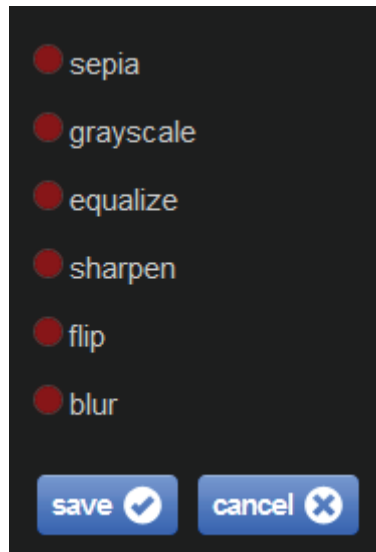 sepia
grayscale
equalize
sharpen
flip
blur
save cancel